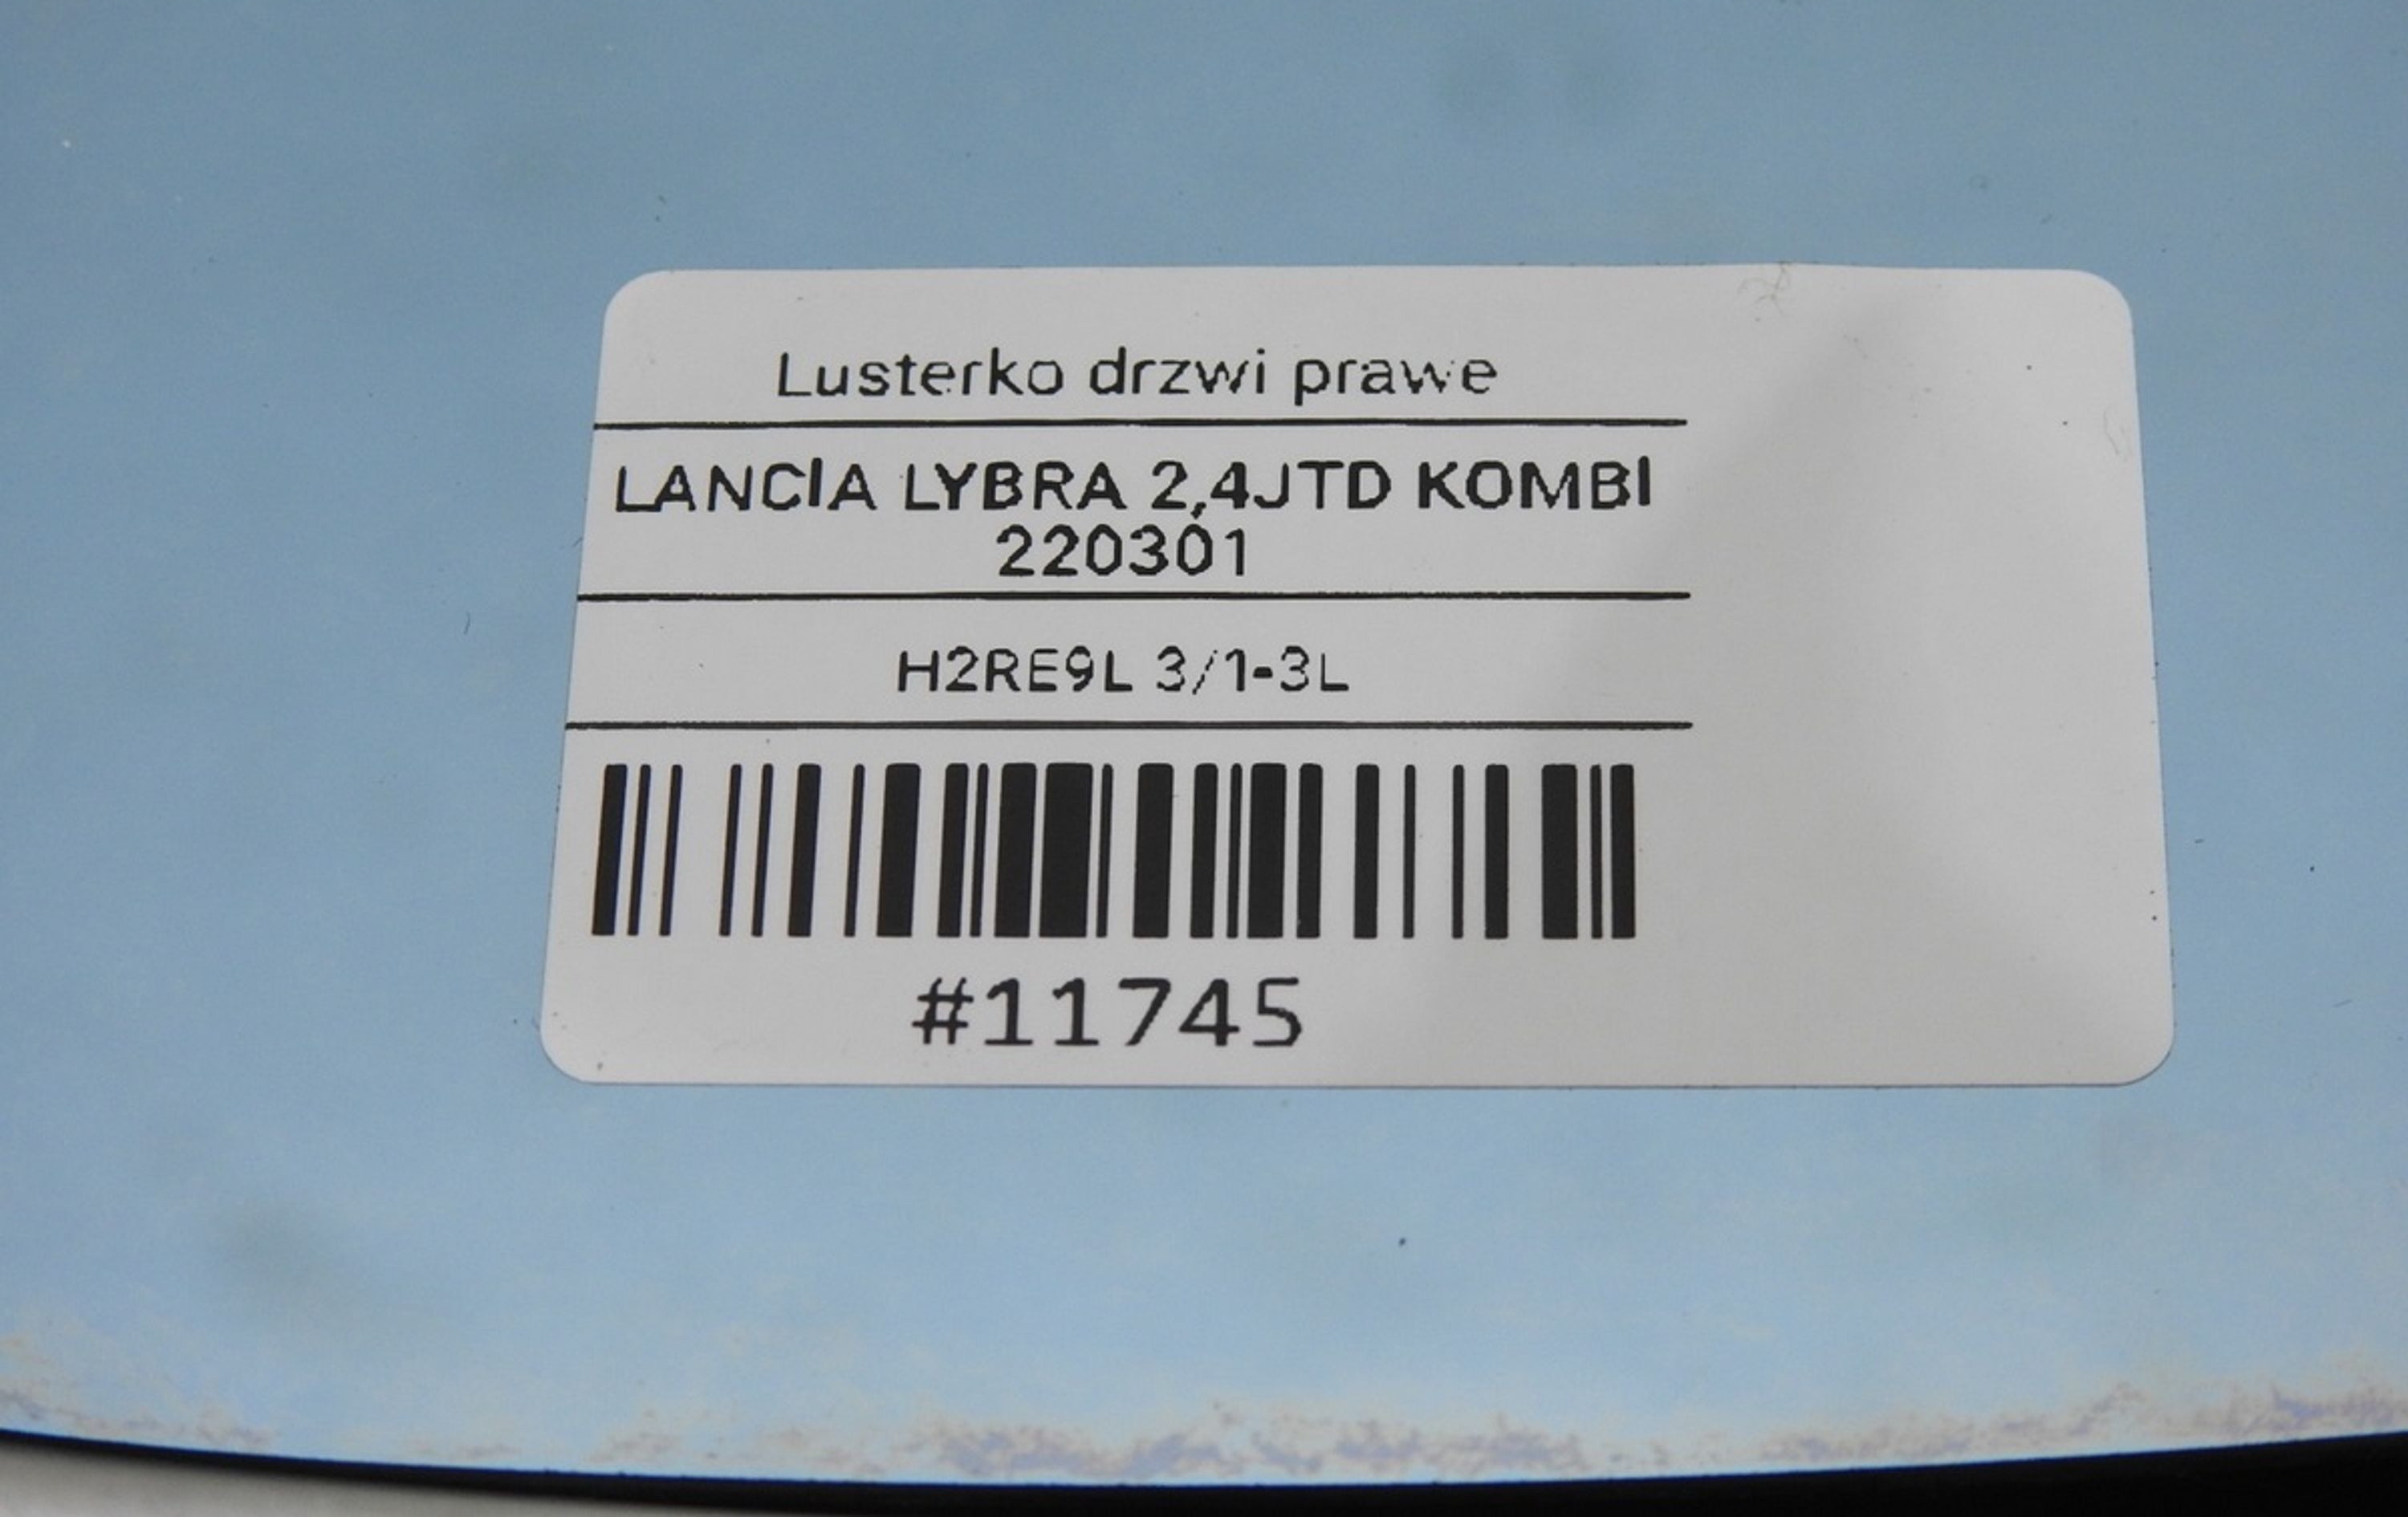 Lusterko drzwi prawe
LANCIA LYBRA 2,4JTD KOMBI
220301
H2RE9L 3/1-3L
#11745